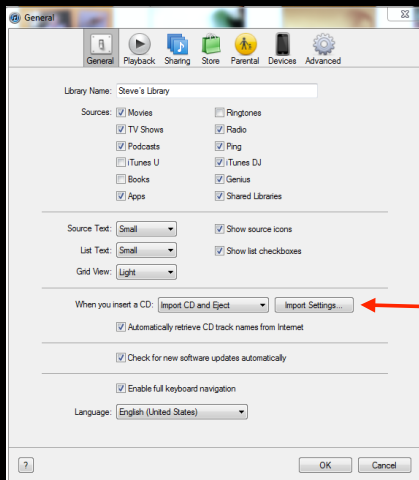 General
General Playback Sharing Store Parental Devices Advanced
Library Name: Steve's Library
Sources: Movies Ringtones
TV Shows Radio
Podcasts Ping
iTunes U iTunes DJ
Books Genius
Apps Shared Libraries
Source Text: Small Show source icons
List Text: Small Show list checkboxes
Grid View: Light
When you insert a CD: Import CD and Eject Import Settings...
Automatically retrieve CD track names from Internet
Check for new software updates automatically
Enable full keyboard navigation
Language: English (United States)
? OK Cancel